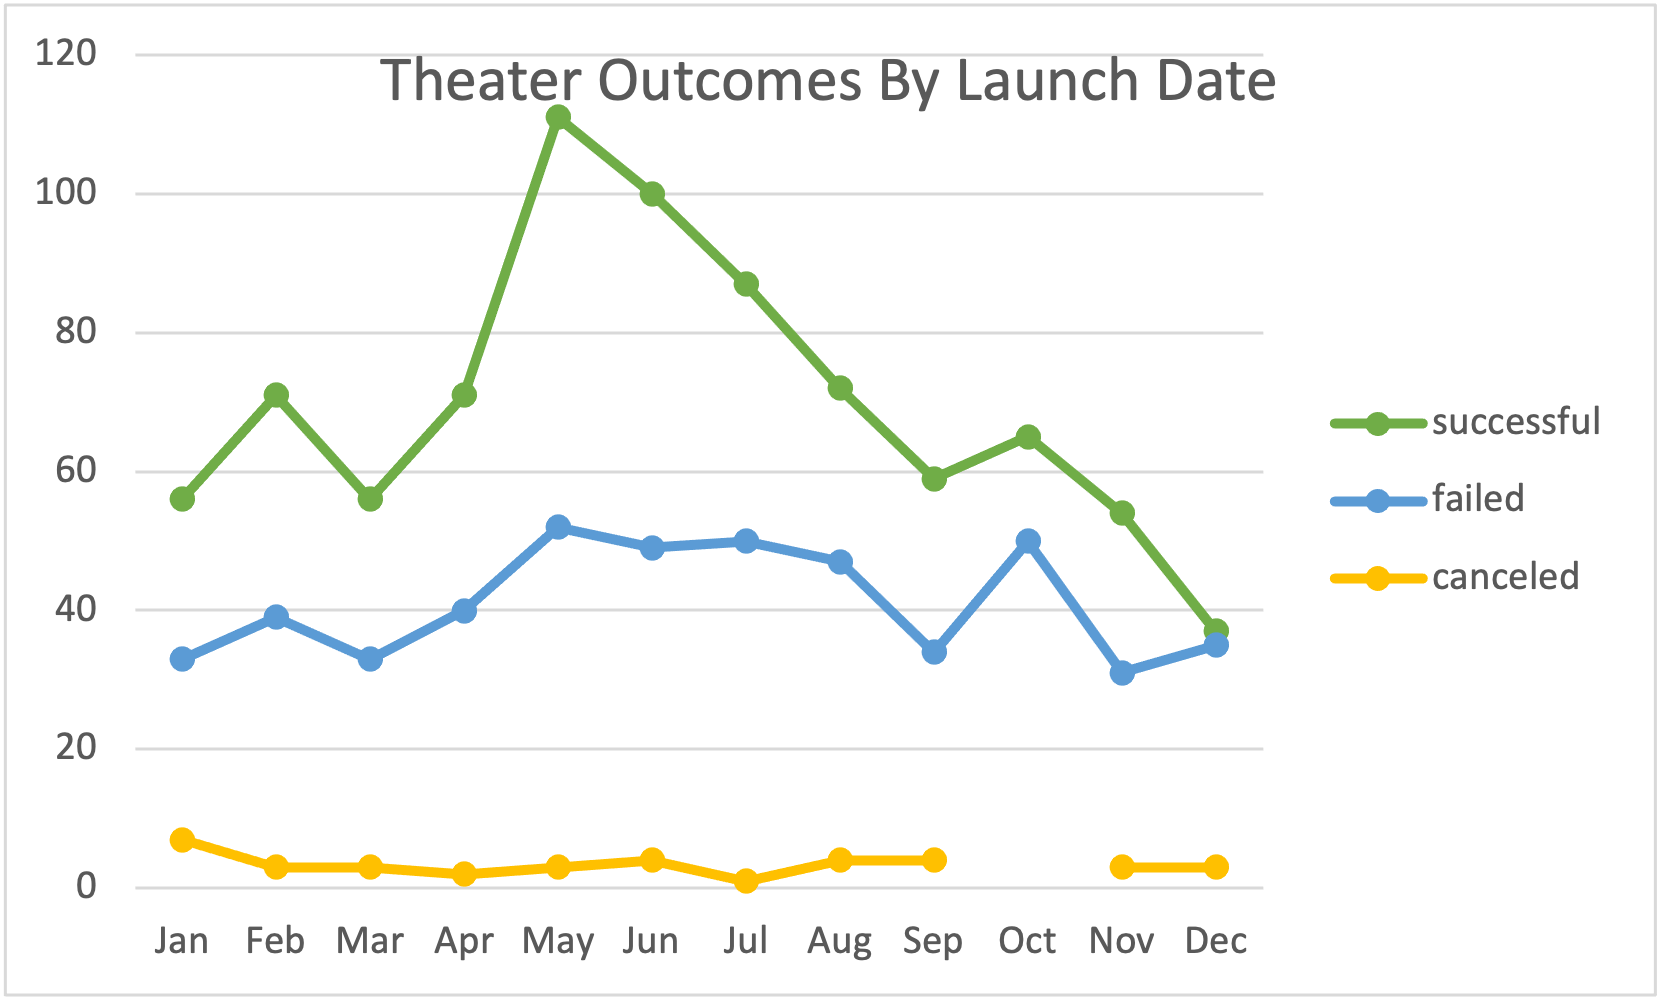 Theater Outcomes By Launch Date
120
100
80
60
40
20
0
Jan Feb Mar Apr May Jun Jul Aug Sep Oct Nov Dec
successful
failed
canceled